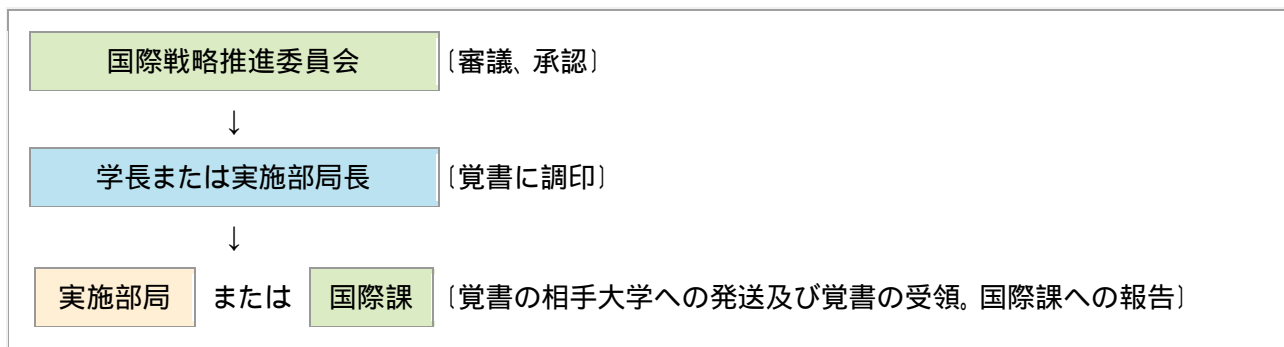 国際戦略推進委員会 〔審議、承認〕
↓
学長または実施部局長 〔覚書に調印〕
↓
実施部局 または 国際課 〔覚書の相手大学への発送及び覚書の受領。国際課への報告〕